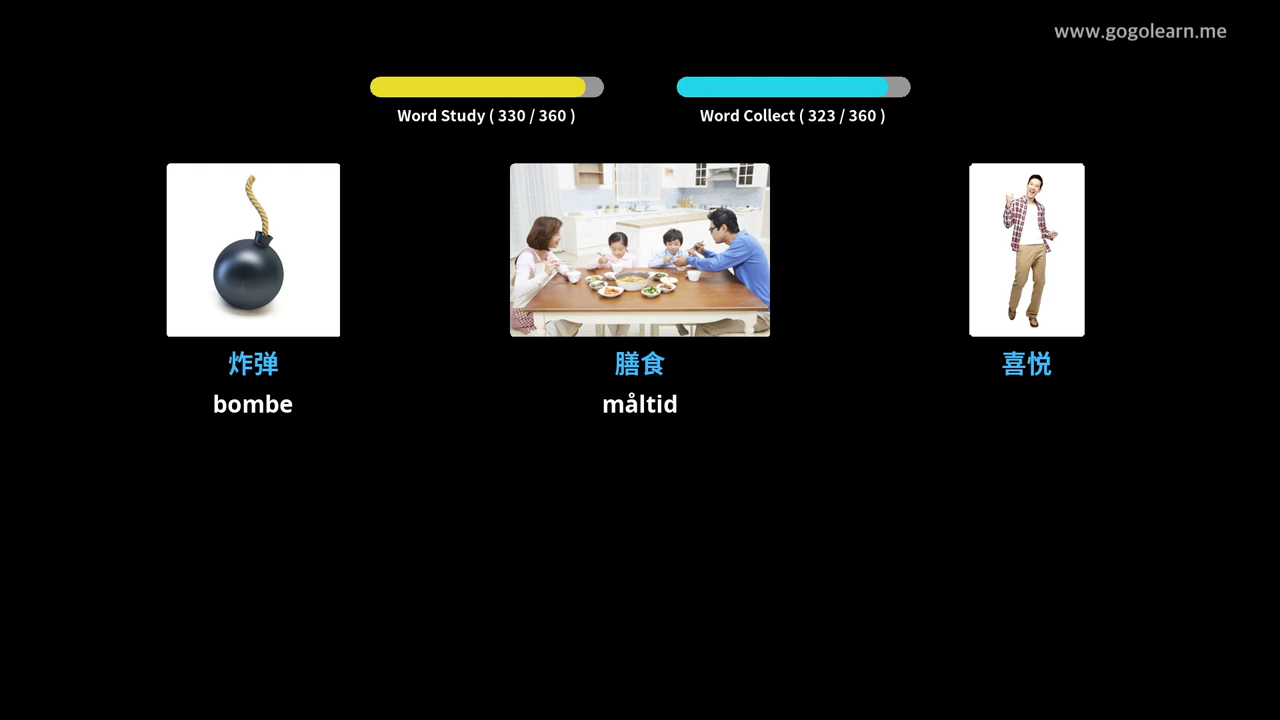 www.gogolearn.me
Word Study ( 330 / 360 )
Word Collect ( 323 / 360 )
炸弹
膳食
喜悦
bombe
måltid